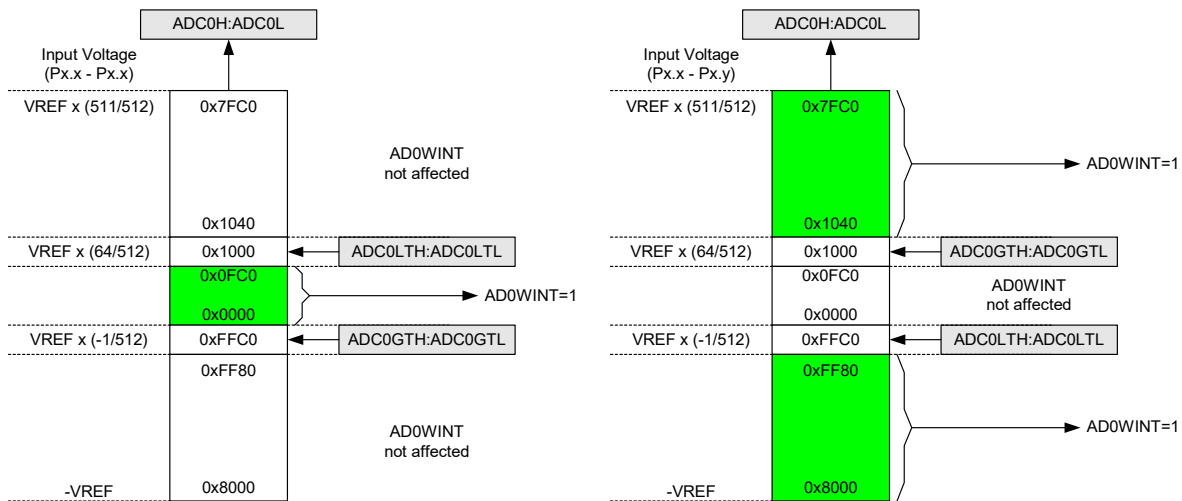 ADC0H:ADC0L
Input Voltage
(Px.x - Px.x)
VREF x (511/512)
0x7FC0
AD0WINT
not affected
0x1040
VREF x (64/512)
0x1000
ADC0LTH:ADC0LTL
0x0FC0
AD0WINT=1
0x0000
VREF x (-1/512)
0xFFC0
ADC0GTH:ADC0GTL
0xFF80
AD0WINT
not affected
-VREF
0x8000
ADC0H:ADC0L
Input Voltage
(Px.x - Px.y)
VREF x (511/512)
0x7FC0
AD0WINT=1
0x1040
VREF x (64/512)
0x1000
ADC0GTH:ADC0GTL
0x0FC0
AD0WINT
not affected
0x0000
VREF x (-1/512)
0xFFC0
ADC0LTH:ADC0LTL
0xFF80
AD0WINT=1
-VREF
0x8000